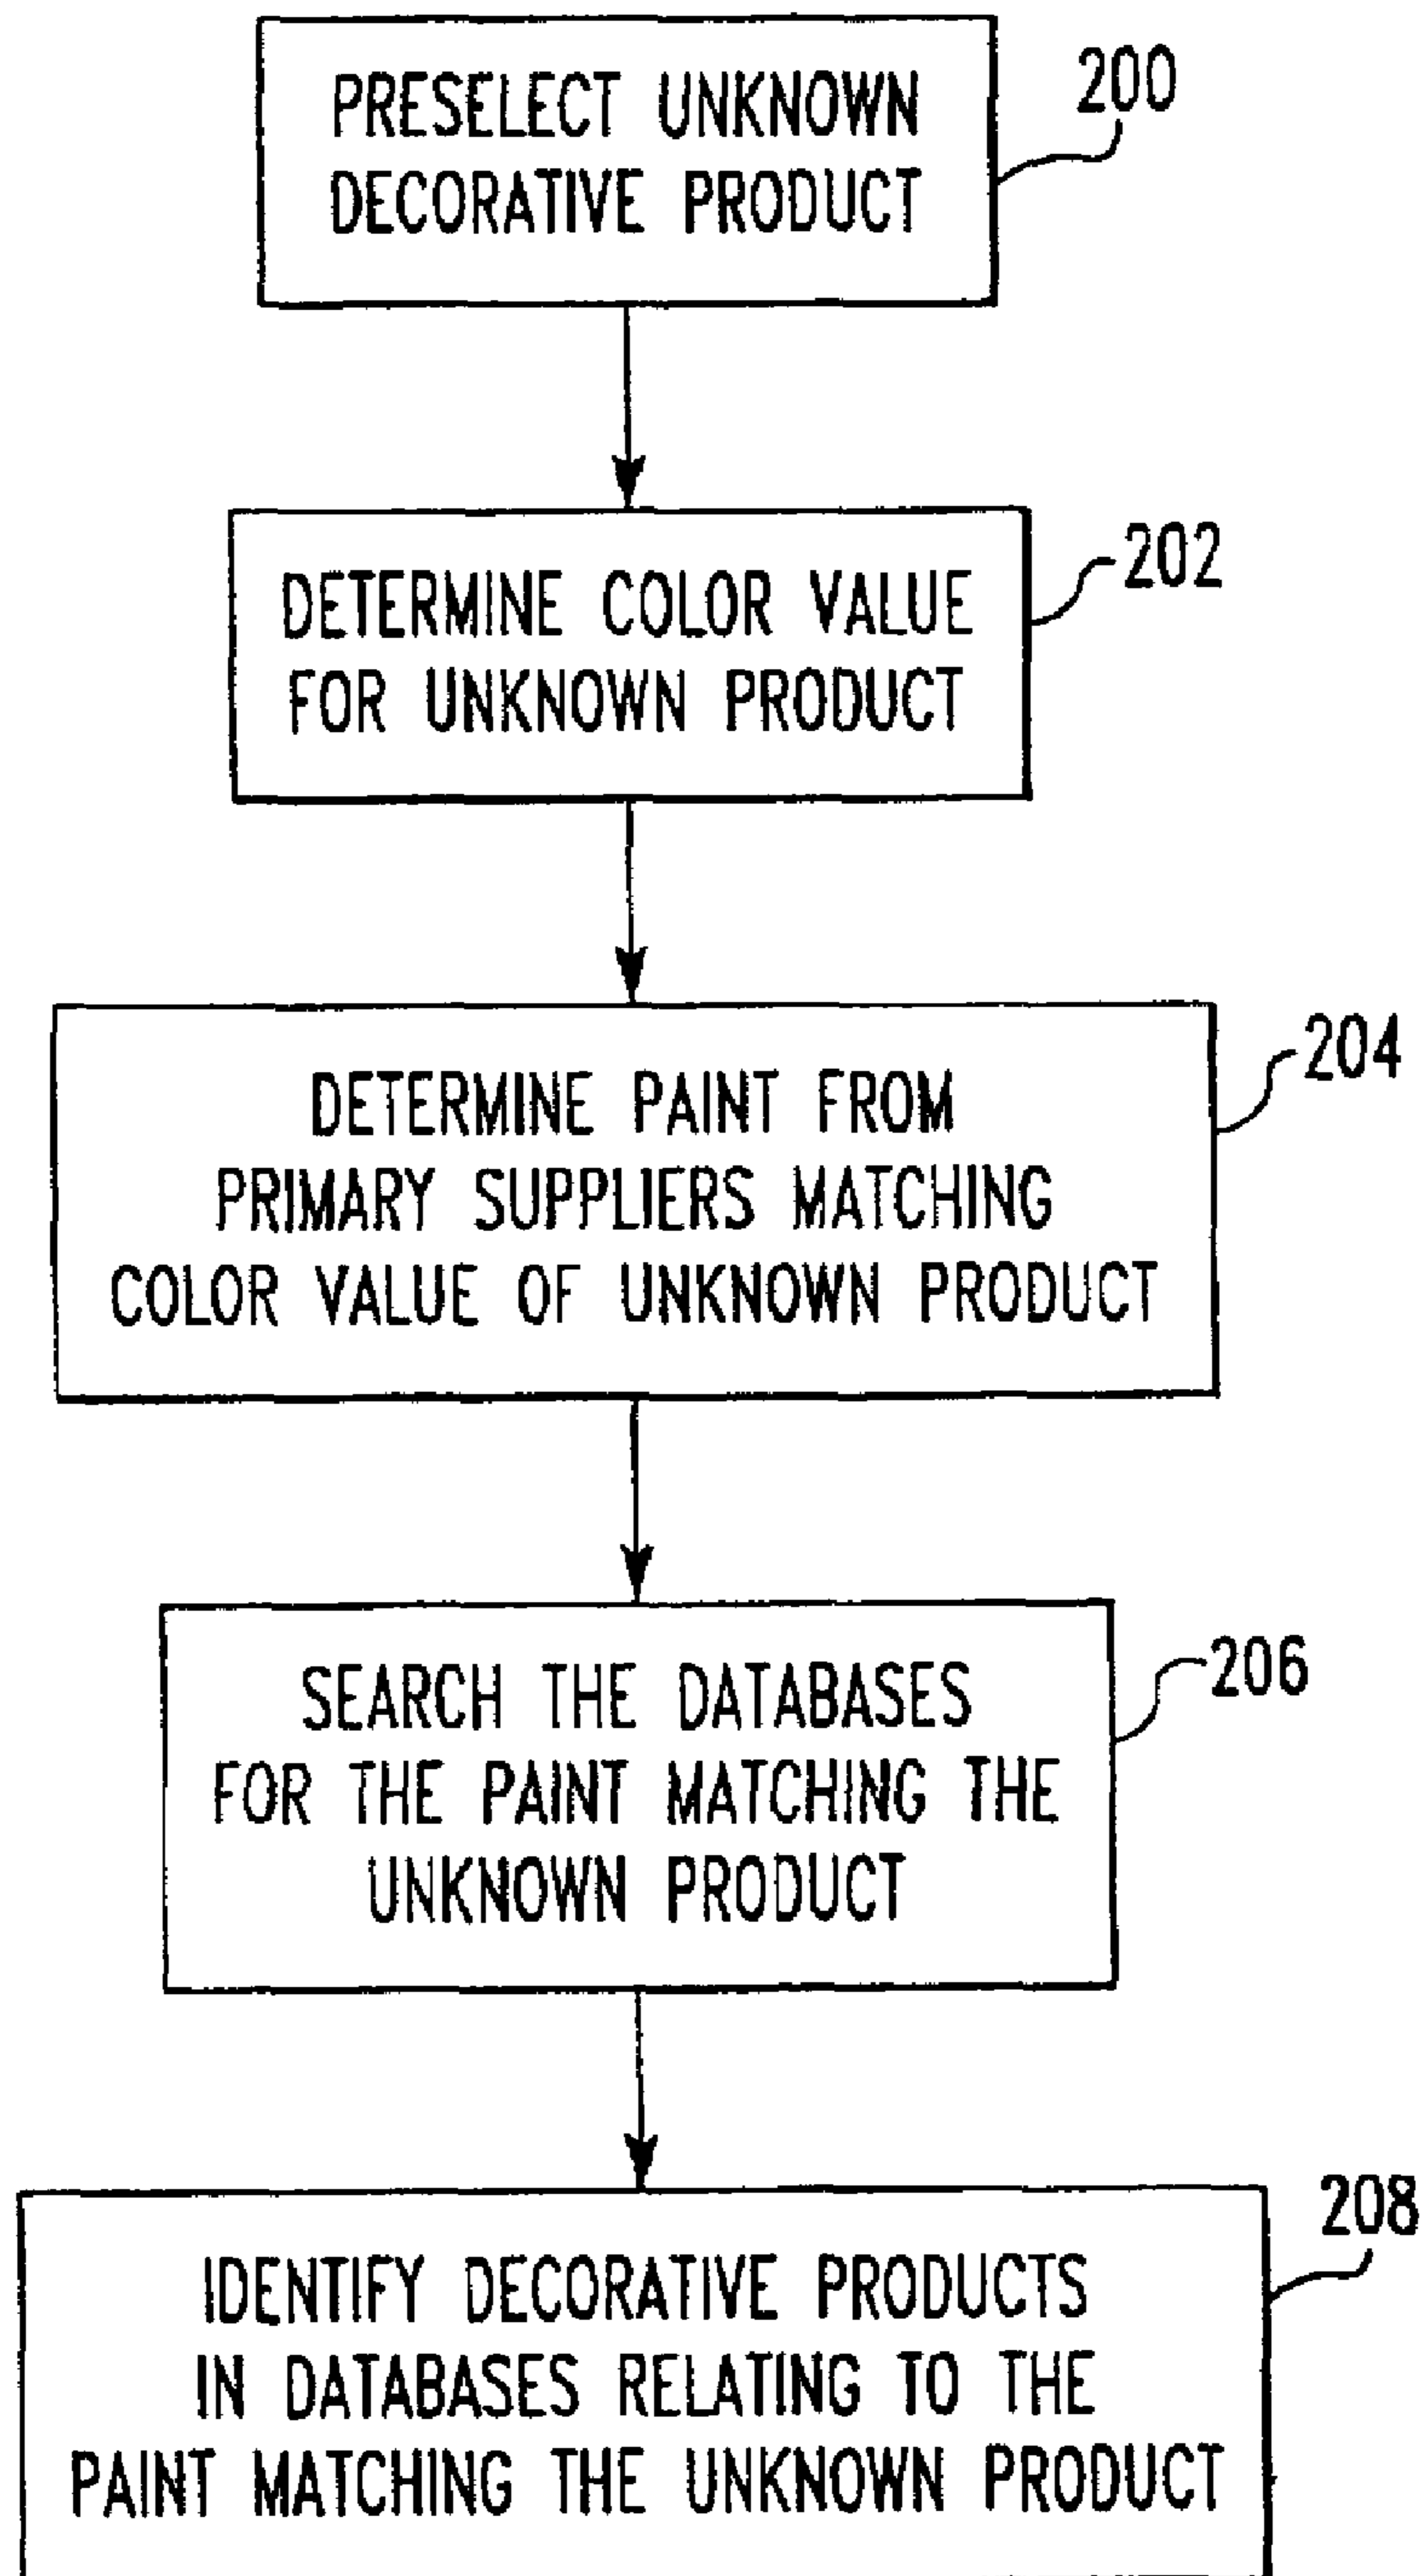 PRESELECT UNKNOWN
DECORATIVE PRODUCT
200
DETERMINE COLOR VALUE
FOR UNKNOWN PRODUCT
202
DETERMINE PAINT FROM
PRIMARY SUPPLIERS MATCHING
COLOR VALUE OF UNKNOWN PRODUCT
204
SEARCH THE DATABASES
FOR THE PAINT MATCHING THE
UNKNOWN PRODUCT
206
IDENTIFY DECORATIVE PRODUCTS
IN DATABASES RELATING TO THE
PAINT MATCHING THE UNKNOWN PRODUCT
208